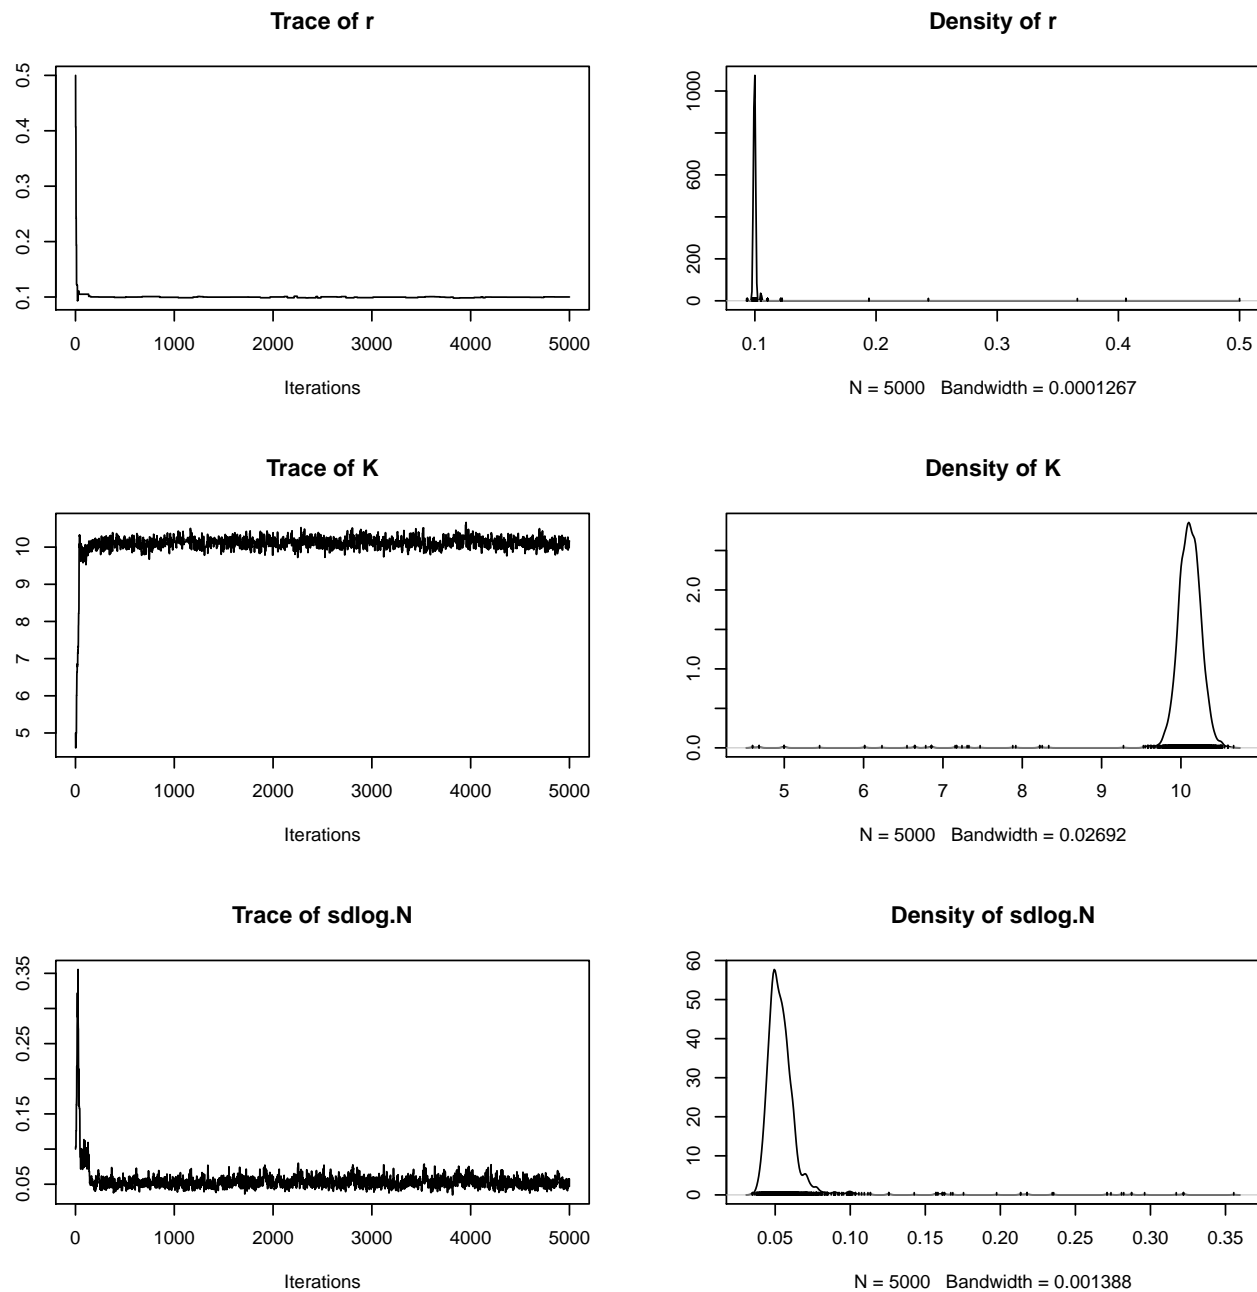 Trace of r
0.5
0.4
0.3
0.2
0.1
0 1000 2000 3000 4000 5000
Iterations
Density of r
1000
600
200
0
0.1 0.2 0.3 0.4 0.5
N = 5000 Bandwidth = 0.0001267
Trace of K
10
9
8
7
6
5
0 1000 2000 3000 4000 5000
Iterations
Density of K
2.0
1.0
0.0
5 6 7 8 9 10
N = 5000 Bandwidth = 0.02692
Trace of sdlog.N
0.35
0.25
0.15
0.05
0 1000 2000 3000 4000 5000
Iterations
Density of sdlog.N
60
50
40
30
20
10
0
0.05 0.10 0.15 0.20 0.25 0.30 0.35
N = 5000 Bandwidth = 0.001388